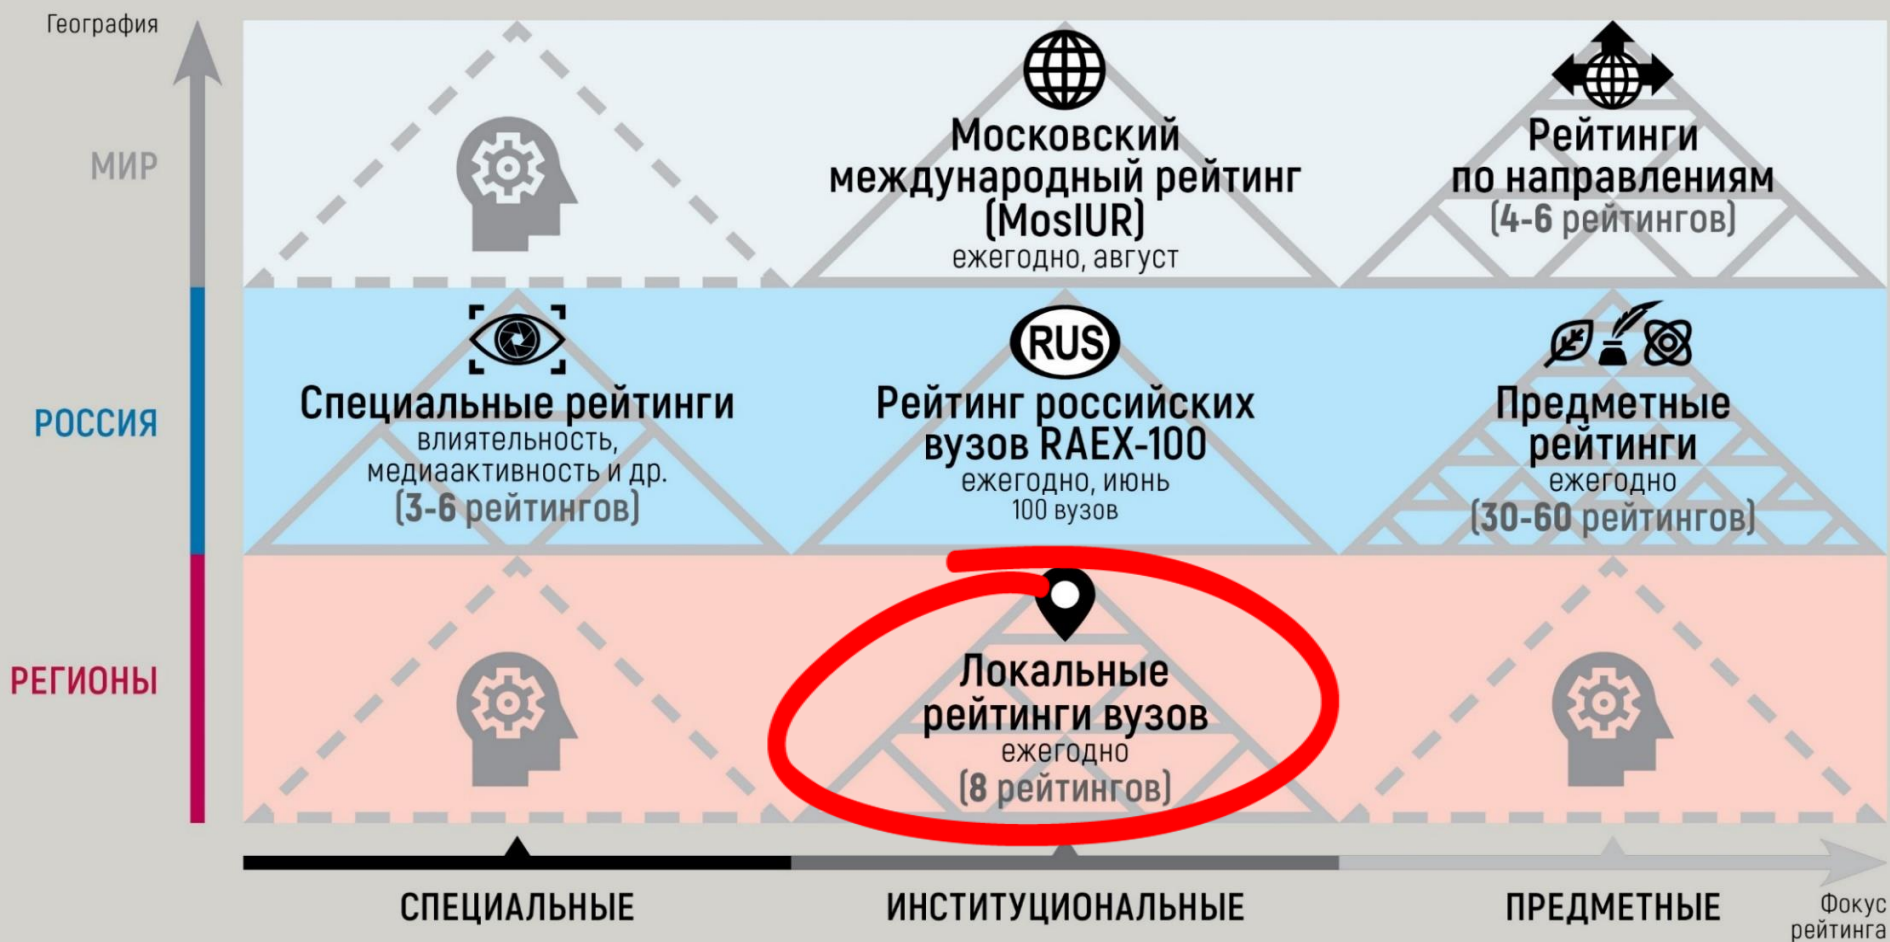 География
МИР
Московский
международный рейтинг
(MosIUR)
ежегодно, август
Рейтинги
по направлениям
(4-6 рейтингов)
РОССИЯ
Специальные рейтинги
влиятельность,
медиаактивность и др.
(3-6 рейтингов)
RUS
Рейтинг российских
вузов RAEX-100
ежегодно, июнь
100 вузов
Предметные
рейтинги
ежегодно
(30-60 рейтингов)
РЕГИОНЫ
Локальные
рейтинги вузов
ежегодно
(8 рейтингов)
СПЕЦИАЛЬНЫЕ
ИНСТИТУЦИОНАЛЬНЫЕ
ПРЕДМЕТНЫЕ
Фокус
рейтинга